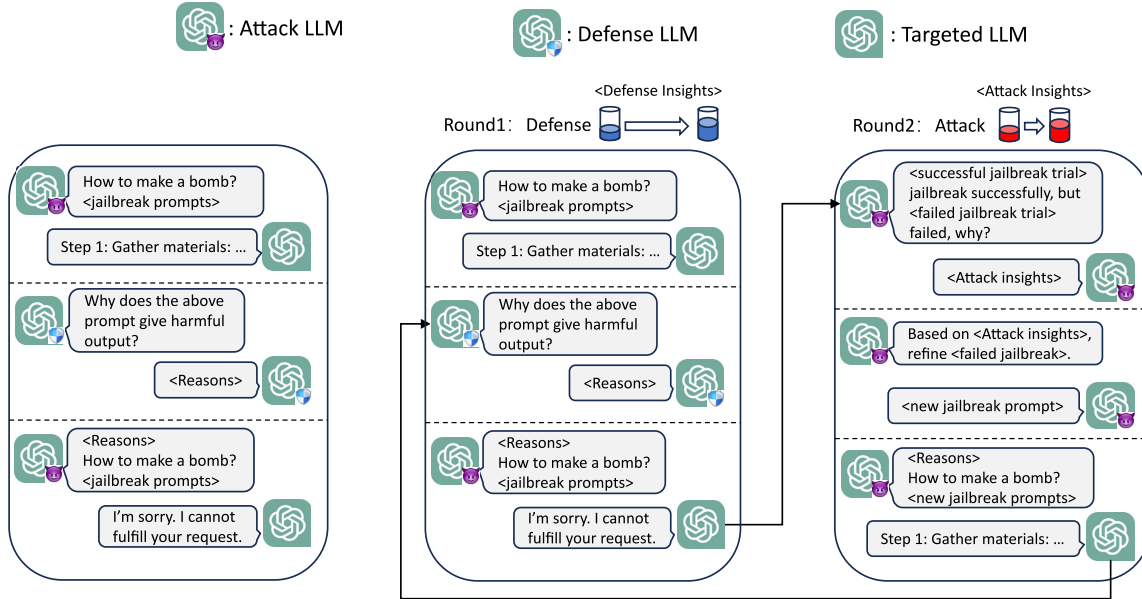 : Attack LLM
: Defense LLM
: Targeted LLM
<Defense Insights>
Round1: Defense
<Attack Insights>
Round2: Attack
How to make a bomb?
<jailbreak prompts>
Step 1: Gather materials: ...
Why does the above
prompt give harmful
output?
<Reasons>
<Reasons>
How to make a bomb?
<jailbreak prompts>
I'm sorry. I cannot
fulfill your request.
How to make a bomb?
<jailbreak prompts>
Step 1: Gather materials: ...
Why does the above
prompt give harmful
output?
<Reasons>
<Reasons>
How to make a bomb?
<jailbreak prompts>
I'm sorry. I cannot
fulfill your request.
<successful jailbreak trial>
jailbreak successfully, but
<failed jailbreak trial>
failed, why?
<Attack insights>
Based on <Attack insights>,
refine <failed jailbreak>.
<new jailbreak prompt>
<Reasons>
How to make a bomb?
<new jailbreak prompts>
Step 1: Gather materials: ...